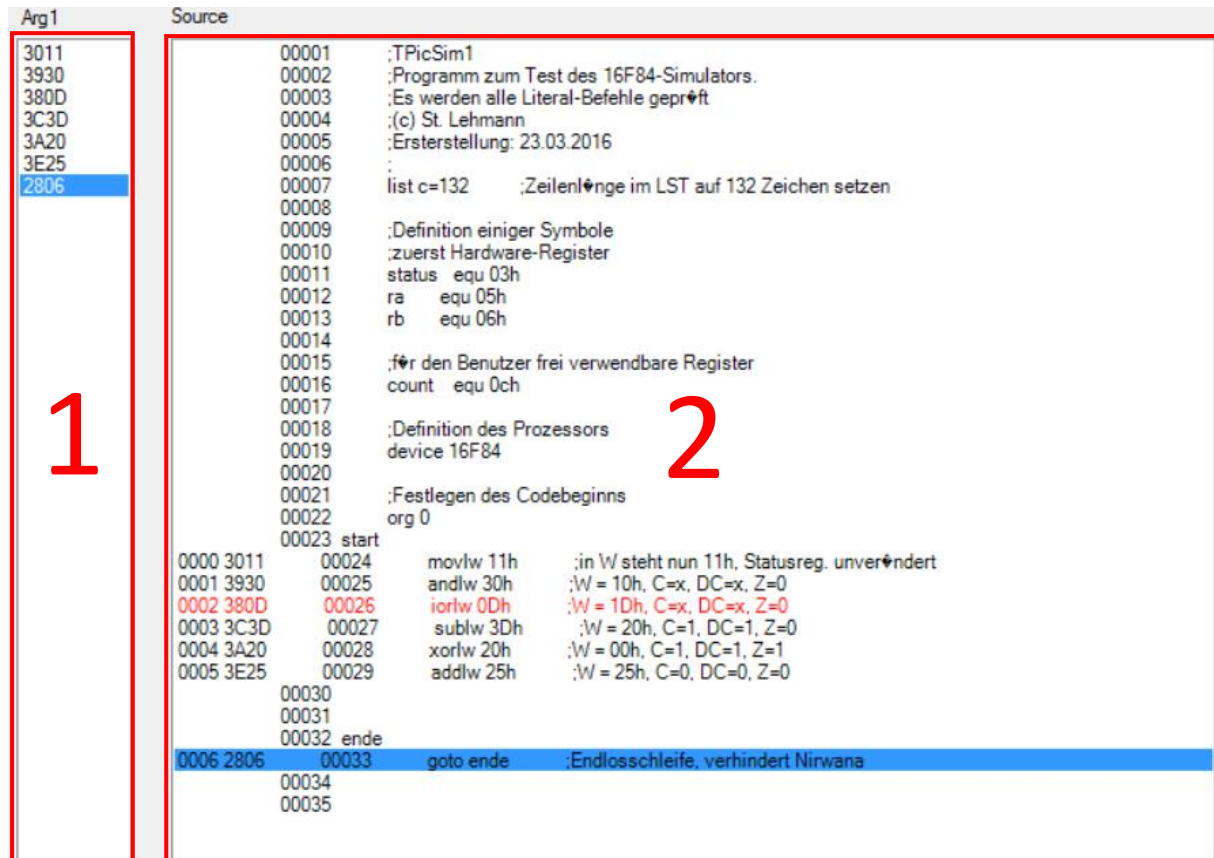 Arg1
Source
3011
3930
380D
3C3D
3A20
3E25
2806
1
00001 ;TPicSim1
00002 ;Programm zum Test des 16F84-Simulators.
00003 ;Es werden alle Literal-Befehle gepr�ft
00004 ;(c) St. Lehmann
00005 ;Ersterstellung: 23.03.2016
00006 ;
00007 list c=132 ;Zeilenl�nge im LST auf 132 Zeichen setzen
00008
00009 ;Definition einiger Symbole
00010 ;zuerst Hardware-Register
00011 status equ 03h
00012 ra equ 05h
00013 rb equ 06h
00014
00015 ;f�r den Benutzer frei verwendbare Register
00016 count equ 0ch
00017
00018 ;Definition des Prozessors
00019 device 16F84
00020
00021 ;Festlegen des Codebeginns
00022 org 0
00023 start
0000 3011 00024 movlw 11h ;in W steht nun 11h, Statusreg. unver�ndert
0001 3930 00025 andlw 30h ;W = 10h, C=x, DC=x, Z=0
0002 380D 00026 iorlw 0Dh ;W = 1Dh, C=x, DC=x, Z=0
0003 3C3D 00027 sublw 3Dh ;W = 20h, C=1, DC=1, Z=0
0004 3A20 00028 xorlw 20h ;W = 00h, C=1, DC=1, Z=1
0005 3E25 00029 addlw 25h ;W = 25h, C=0, DC=0, Z=0
00030
00031
00032 ende
0006 2806 00033 goto ende ;Endlosschleife, verhindert Nirwana
00034
00035
2